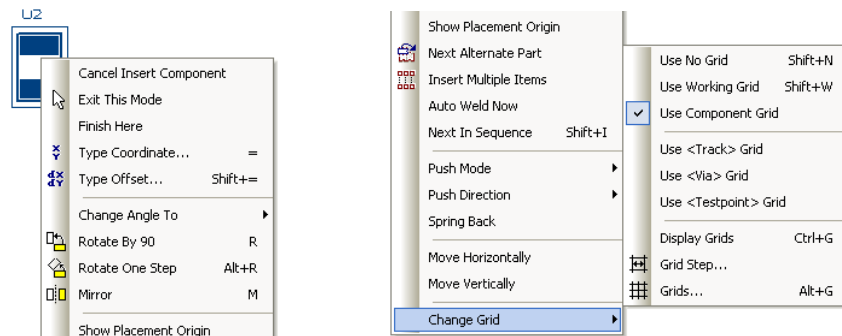 U2
Cancel Insert Component
Exit This Mode
Finish Here
Type Coordinate... =
Type Offset... Shift+=
Change Angle To
Rotate By 90 R
Rotate One Step Alt+R
Mirror M
Show Placement Origin
Show Placement Origin
Next Alternate Part
Insert Multiple Items
Auto Weld Now
Next In Sequence Shift+I
Push Mode
Push Direction
Spring Back
Move Horizontally
Move Vertically
Change Grid
Use No Grid Shift+N
Use Working Grid Shift+W
Use Component Grid
Use <Track> Grid
Use <Via> Grid
Use <Testpoint> Grid
Display Grids Ctrl+G
Grid Step...
Grids... Alt+G